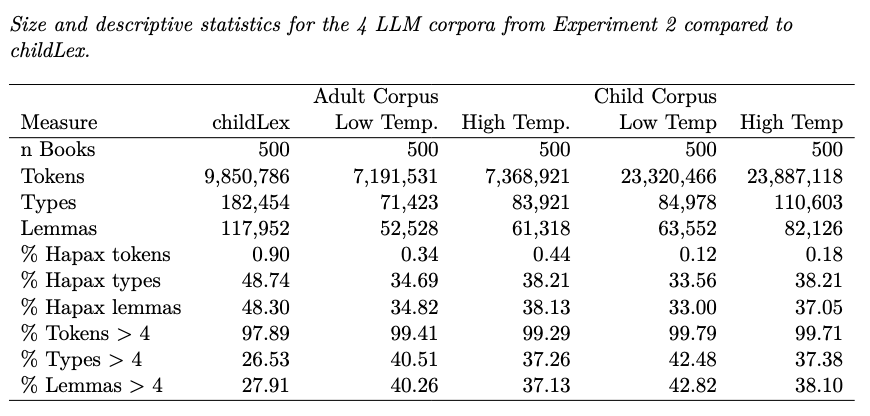 Size and descriptive statistics for the 4 LLM corpora from Experiment 2 compared to
childLex.
Adult Corpus Child Corpus
Measure childLex Low Temp. High Temp. Low Temp High Temp
n Books 500 500 500 500 500
Tokens 9,850,786 7,191,531 7,368,921 23,320,466 23,887,118
Types 182,454 71,423 83,921 84,978 110,603
Lemmas 117,952 52,528 61,318 63,552 82,126
% Hapax tokens 0.90 0.34 0.44 0.12 0.18
% Hapax types 48.74 34.69 38.21 33.56 38.21
% Hapax lemmas 48.30 34.82 38.13 33.00 37.05
% Tokens > 4 97.89 99.41 99.29 99.79 99.71
% Types > 4 26.53 40.51 37.26 42.48 37.38
% Lemmas > 4 27.91 40.26 37.13 42.82 38.10